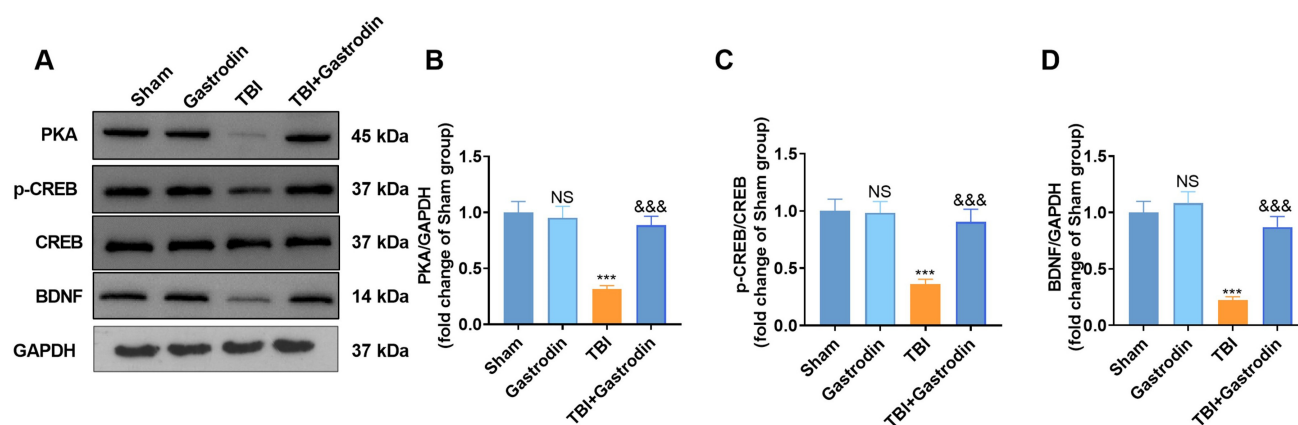 A
Sham
Gastrodin
TBI
TBI+Gastrodin
PKA
45 kDa
p-CREB
37 kDa
CREB
37 kDa
BDNF
14 kDa
GAPDH
37 kDa
B
PKA/GAPDH
(fold change of Sham group)
1.5
1.0
0.5
0.0
NS
***
&&&
Sham
Gastrodin
TBI
TBI+Gastrodin
C
p-CREB/CREB
(fold change of Sham group)
1.5
1.0
0.5
0.0
NS
***
&&&
Sham
Gastrodin
TBI
TBI+Gastrodin
D
BDNF/GAPDH
(fold change of Sham group)
1.5
1.0
0.5
0.0
NS
***
&&&
Sham
Gastrodin
TBI
TBI+Gastrodin